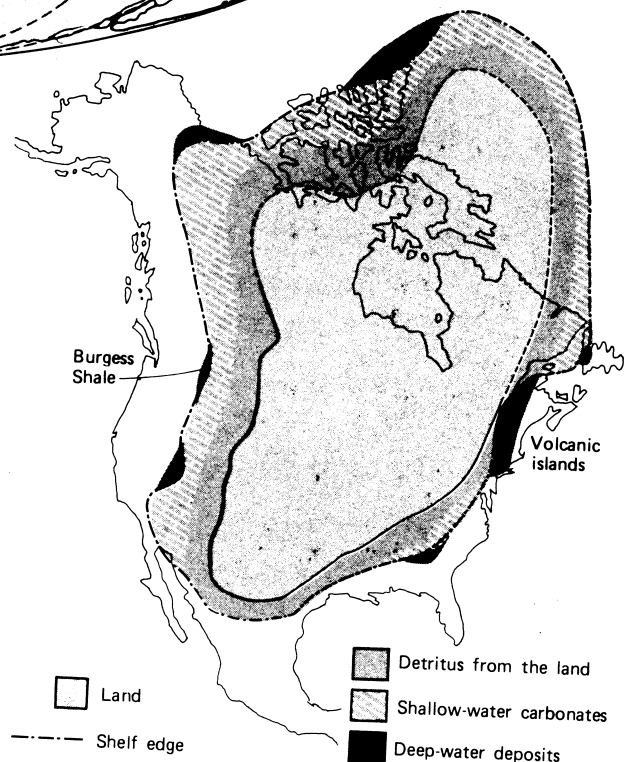 Burgess
Shale
Volcanic
islands
Land
Shelf edge
Detritus from the land
Shallow-water carbonates
Deep-water deposits